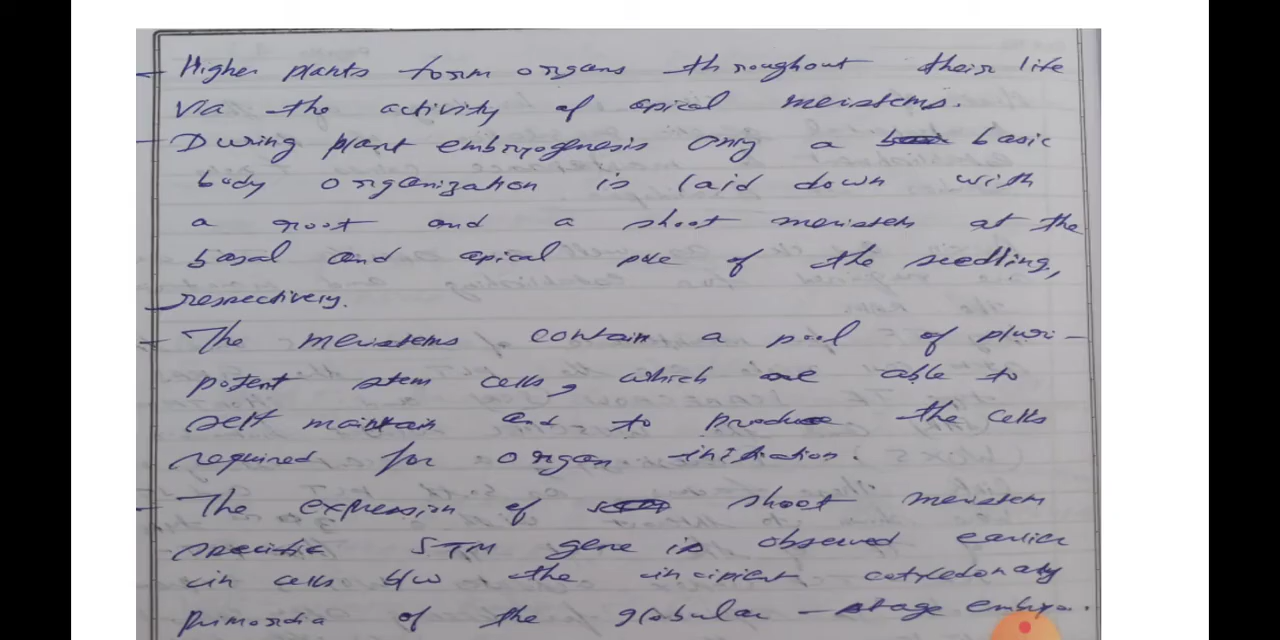 - Higher plants form organs throughout their life
via the activity of apical meristems.
- During plant embryogenesis only a basic
body organization is laid down with
a root and a shoot meristem at the
basal and apical pole of the seedling,
respectively.
- The meristems contain a pool of pluri-
potent stem cells, which are able to
self maintain and to produce the cells
required for organ initiation.
- The expression of shoot meristem
specific STM gene is observed earlier
in cells b/w the incipient cotyledonary
primordia of the globular - stage embryo.